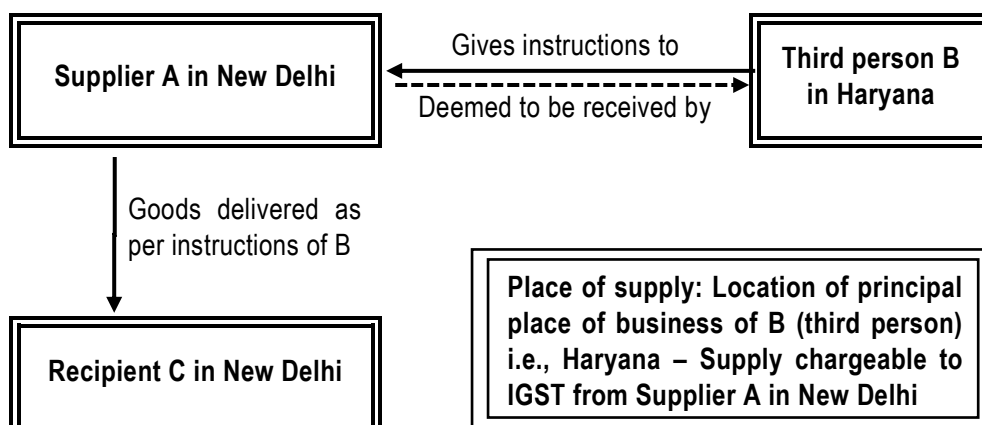 Supplier A in New Delhi
Gives instructions to
Deemed to be received by
Third person B
in Haryana
Goods delivered as
per instructions of B
Recipient C in New Delhi
Place of supply: Location of principal
place of business of B (third person)
i.e., Haryana – Supply chargeable to
IGST from Supplier A in New Delhi